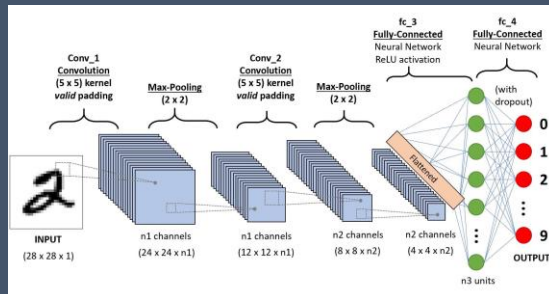 fc_3
Fully-Connected
Neural Network
ReLU activation
fc_4
Fully-Connected
Neural Network
Conv_1
Convolution
(5 x 5) kernel
valid padding
Max-Pooling
(2 x 2)
Conv_2
Convolution
(5 x 5) kernel
valid padding
Max-Pooling
(2 x 2)
(with
dropout)
Flattened
0
1
2
9
INPUT
(28 x 28 x 1)
n1 channels
(24 x 24 x n1)
n1 channels
(12 x 12 x n1)
n2 channels
(8 x 8 x n2)
n2 channels
(4 x 4 x n2)
OUTPUT
n3 units